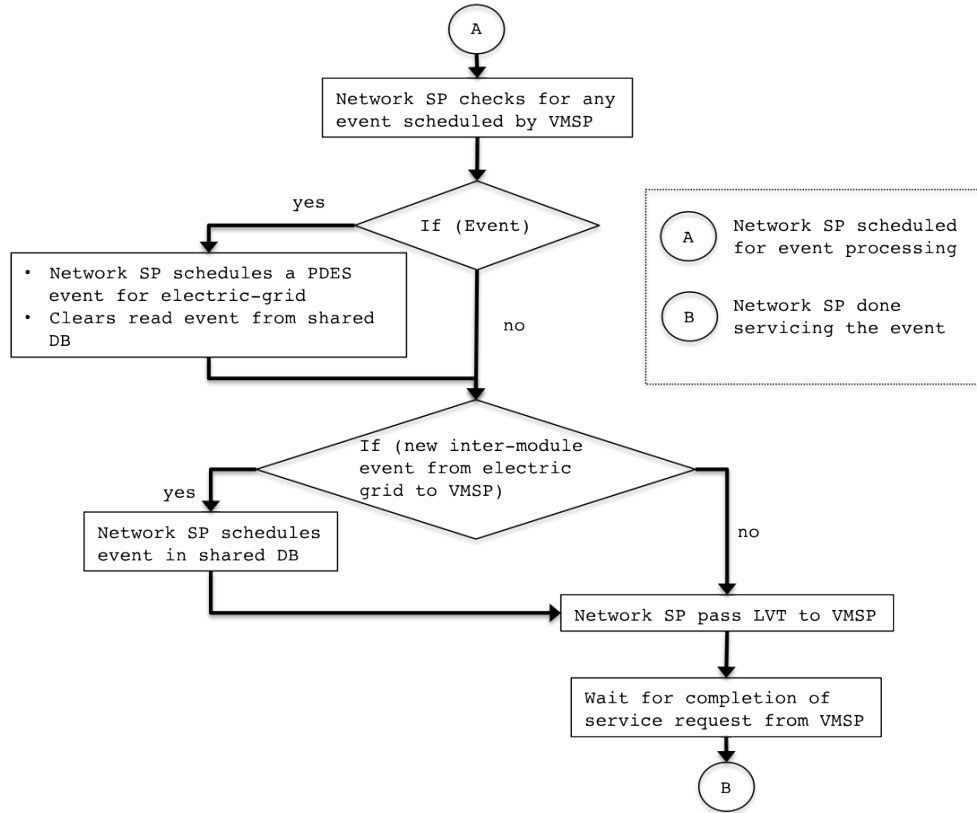 A
Network SP checks for any
event scheduled by VMSP
yes
If (Event)
• Network SP schedules a PDES
event for electric-grid
• Clears read event from shared
DB
no
A
Network SP scheduled
for event processing
B
Network SP done
servicing the event
If (new inter-module
event from electric
grid to VMSP)
yes
Network SP schedules
event in shared DB
no
Network SP pass LVT to VMSP
Wait for completion of
service request from VMSP
B